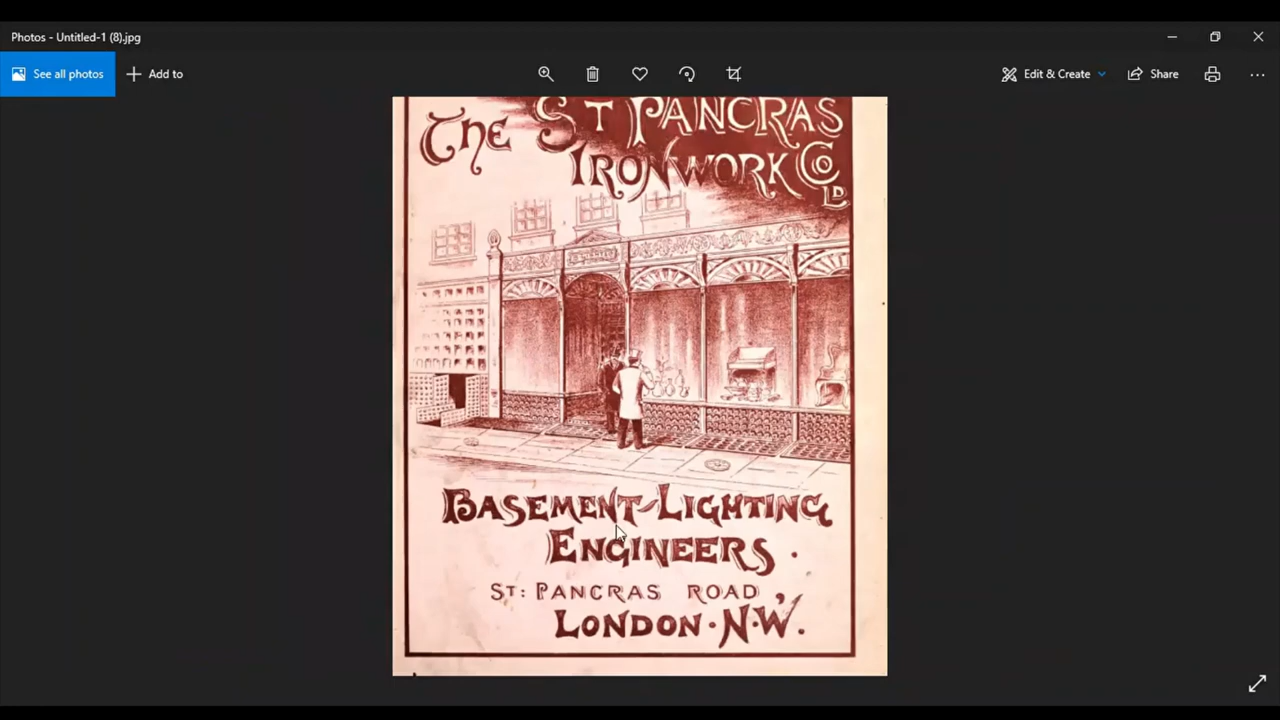 Photos - Untitled-1 (8).jpg
See all photos
Add to
Edit & Create
Share
THE ST PANCRAS
IRONWORK CO
LD
BASEMENT-LIGHTING
ENGINEERS.
ST: PANCRAS ROAD,
LONDON·N·W.